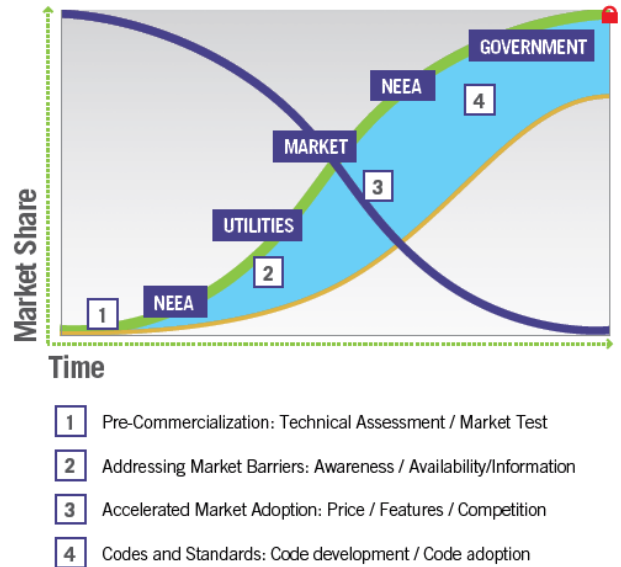 GOVERNMENT
NEEA
4
MARKET
3
UTILITIES
2
NEEA
1
Market Share
Time
1 Pre-Commercialization: Technical Assessment / Market Test
2 Addressing Market Barriers: Awareness / Availability/Information
3 Accelerated Market Adoption: Price / Features / Competition
4 Codes and Standards: Code development / Code adoption